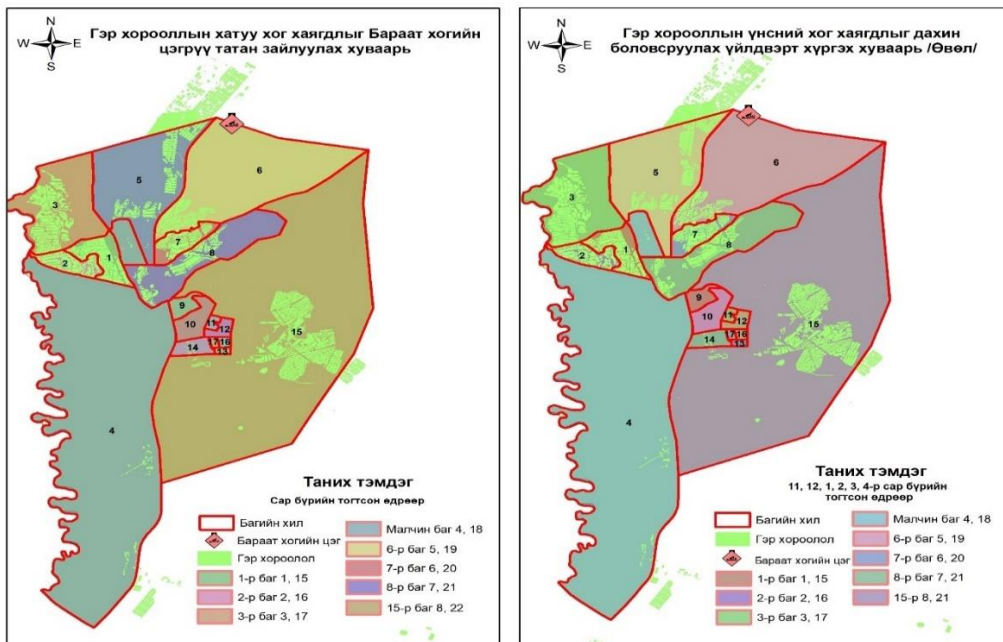 Гэр хорооллын хатуу хог хаягдлыг Бараат хогийн
цэгрүү татан зайлуулах хуваарь
N
W E
S
5
6
3
7
8
1
2
9
10
11
12
17 16
13
14
15
4
Таних тэмдэг
Сар бүрийн тогтсон өдрөөр
Багийн хил
Бараат хогийн цэг
Гэр хороолол
1-р баг 1, 15
2-р баг 2, 16
3-р баг 3, 17
Малчин баг 4, 18
6-р баг 5, 19
7-р баг 6, 20
8-р баг 7, 21
15-р баг 8, 22
Гэр хорооллын үнсний хог хаягдлыг дахин
боловсруулах үйлдвэрт хүргэх хуваарь /Өвөл/
N
W E
S
5
6
3
7
8
1
2
9
10
11
12
17 16
13
14
15
4
Таних тэмдэг
11, 12, 1, 2, 3, 4-р сар бүрийн
тогтсон өдрөөр
Багийн хил
Гэр хороолол
Бараат хогийн цэг
1-р баг 1, 15
2-р баг 2, 16
3-р баг 3, 17
Малчин баг 4, 18
6-р баг 5, 19
7-р баг 6, 20
8-р баг 7, 21
15-р 8, 21